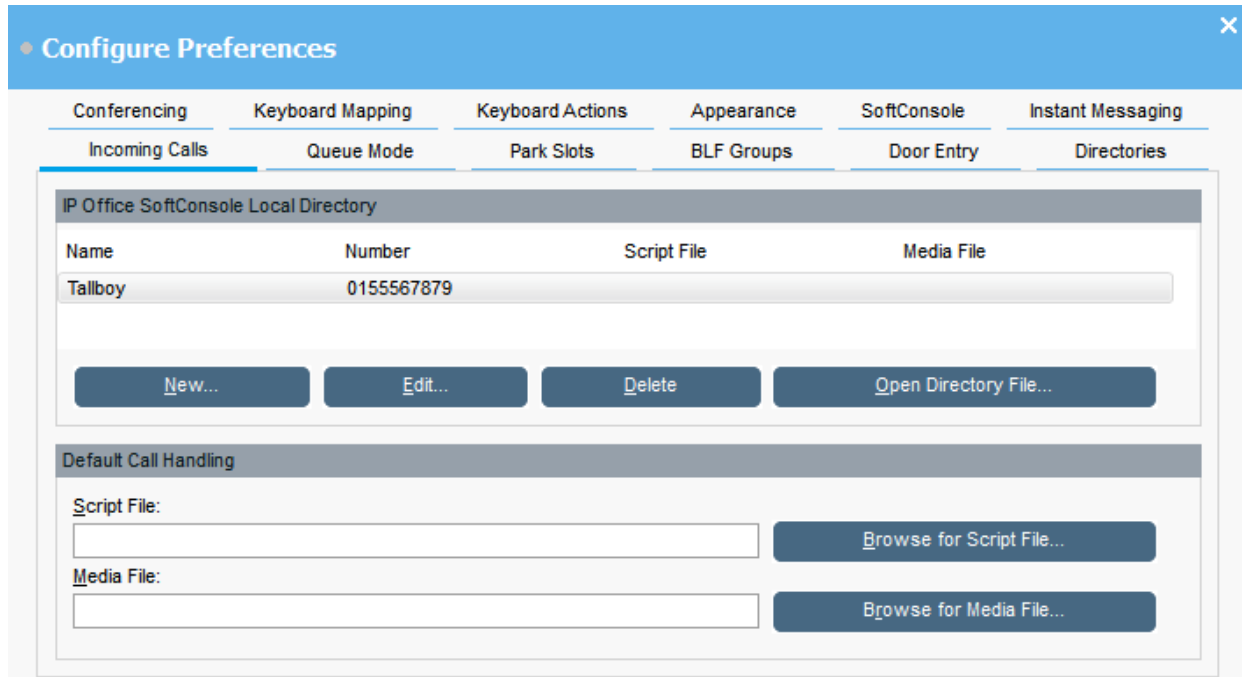 Configure Preferences
Conferencing Keyboard Mapping Keyboard Actions Appearance SoftConsole Instant Messaging
Incoming Calls Queue Mode Park Slots BLF Groups Door Entry Directories
IP Office SoftConsole Local Directory
Name Number Script File Media File
Tallboy 0155567879
New... Edit... Delete Open Directory File...
Default Call Handling
Script File:
Browse for Script File...
Media File:
Browse for Media File...